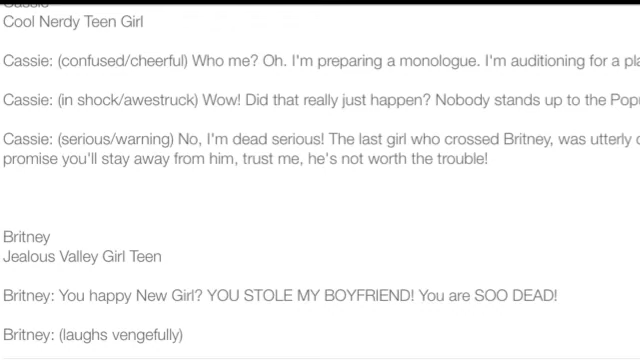 Cool Nerdy Teen Girl
Cassie: (confused/cheerful) Who me? Oh. I'm preparing a monologue. I'm auditioning for a
Cassie: (in shock/awestruck) Wow! Did that really just happen? Nobody stands up to the
Cassie: (serious/warning) No, I'm dead serious! The last girl who crossed Britney, was utterly
promise you'll stay away from him, trust me, he's not worth the trouble!
Britney
Jealous Valley Girl Teen
Britney: You happy New Girl? YOU STOLE MY BOYFRIEND! You are SOO DEAD!
Britney: (laughs vengefully)